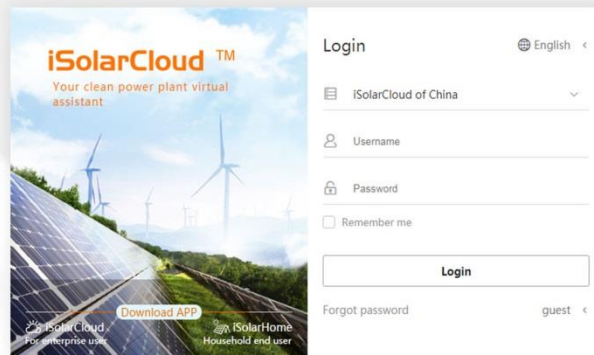 iSolarCloud ™
Your clean power plant virtual
assistant
Download APP
iSolarCloud
For enterprise user
iSolarHome
Household end user
Login
English
iSolarCloud of China
Username
Password
Remember me
Login
Forgot password
guest